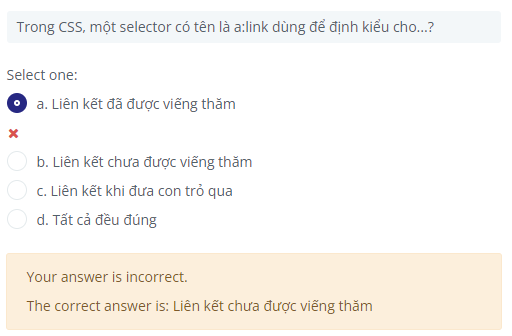 Trong CSS, một selector có tên là a:link dùng để định kiểu cho...?
Select one:
a. Liên kết đã được viếng thăm
b. Liên kết chưa được viếng thăm
c. Liên kết khi đưa con trỏ qua
d. Tất cả đều đúng
Your answer is incorrect.
The correct answer is: Liên kết chưa được viếng thăm